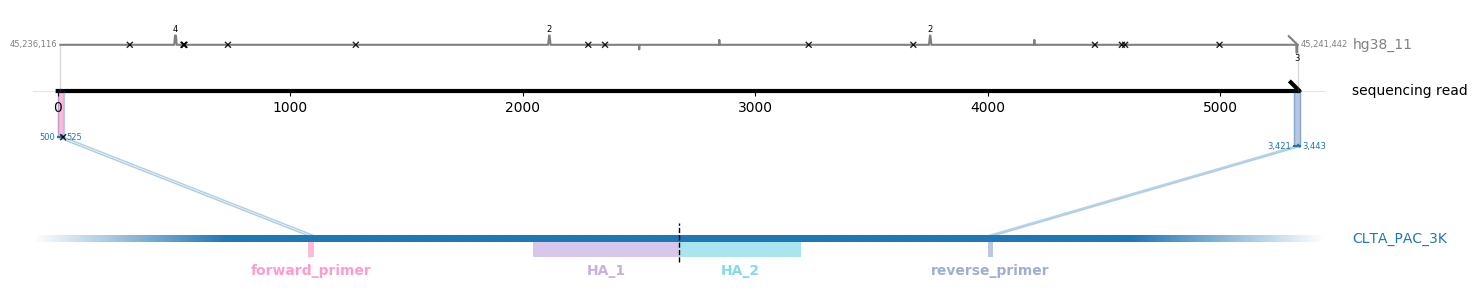 4 2 2
45,236,116 45,241,442 hg38_11
3
sequencing read
0 1000 2000 3000 4000 5000
500 525
3,421 3,443
CLTA_PAC_3K
forward_primer HA_1 HA_2 reverse_primer